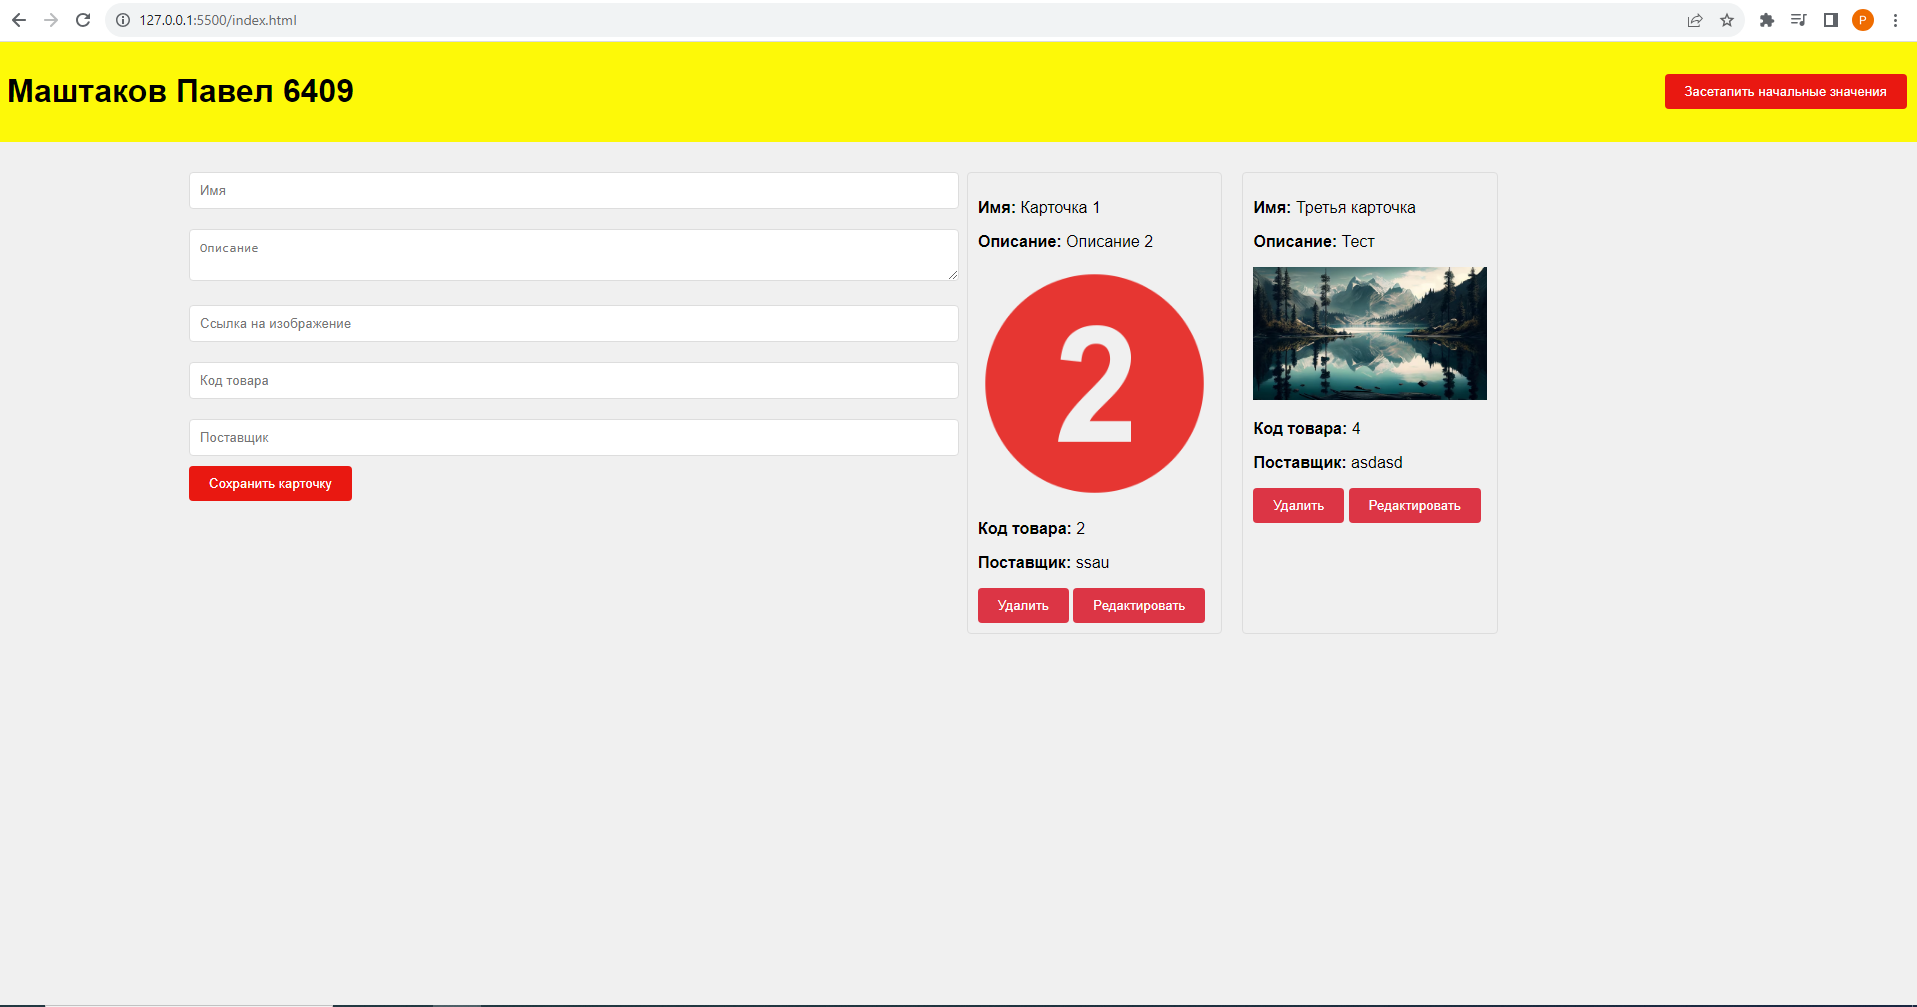 127.0.0.1:5500/index.html
P
Маштаков Павел 6409
Засетапить начальные значения
Имя
Описание
Ссылка на изображение
Код товара
Поставщик
Сохранить карточку
Имя: Карточка 1
Описание: Описание 2
2
Код товара: 2
Поставщик: ssau
Удалить Редактировать
Имя: Третья карточка
Описание: Тест
Код товара: 4
Поставщик: asdasd
Удалить Редактировать